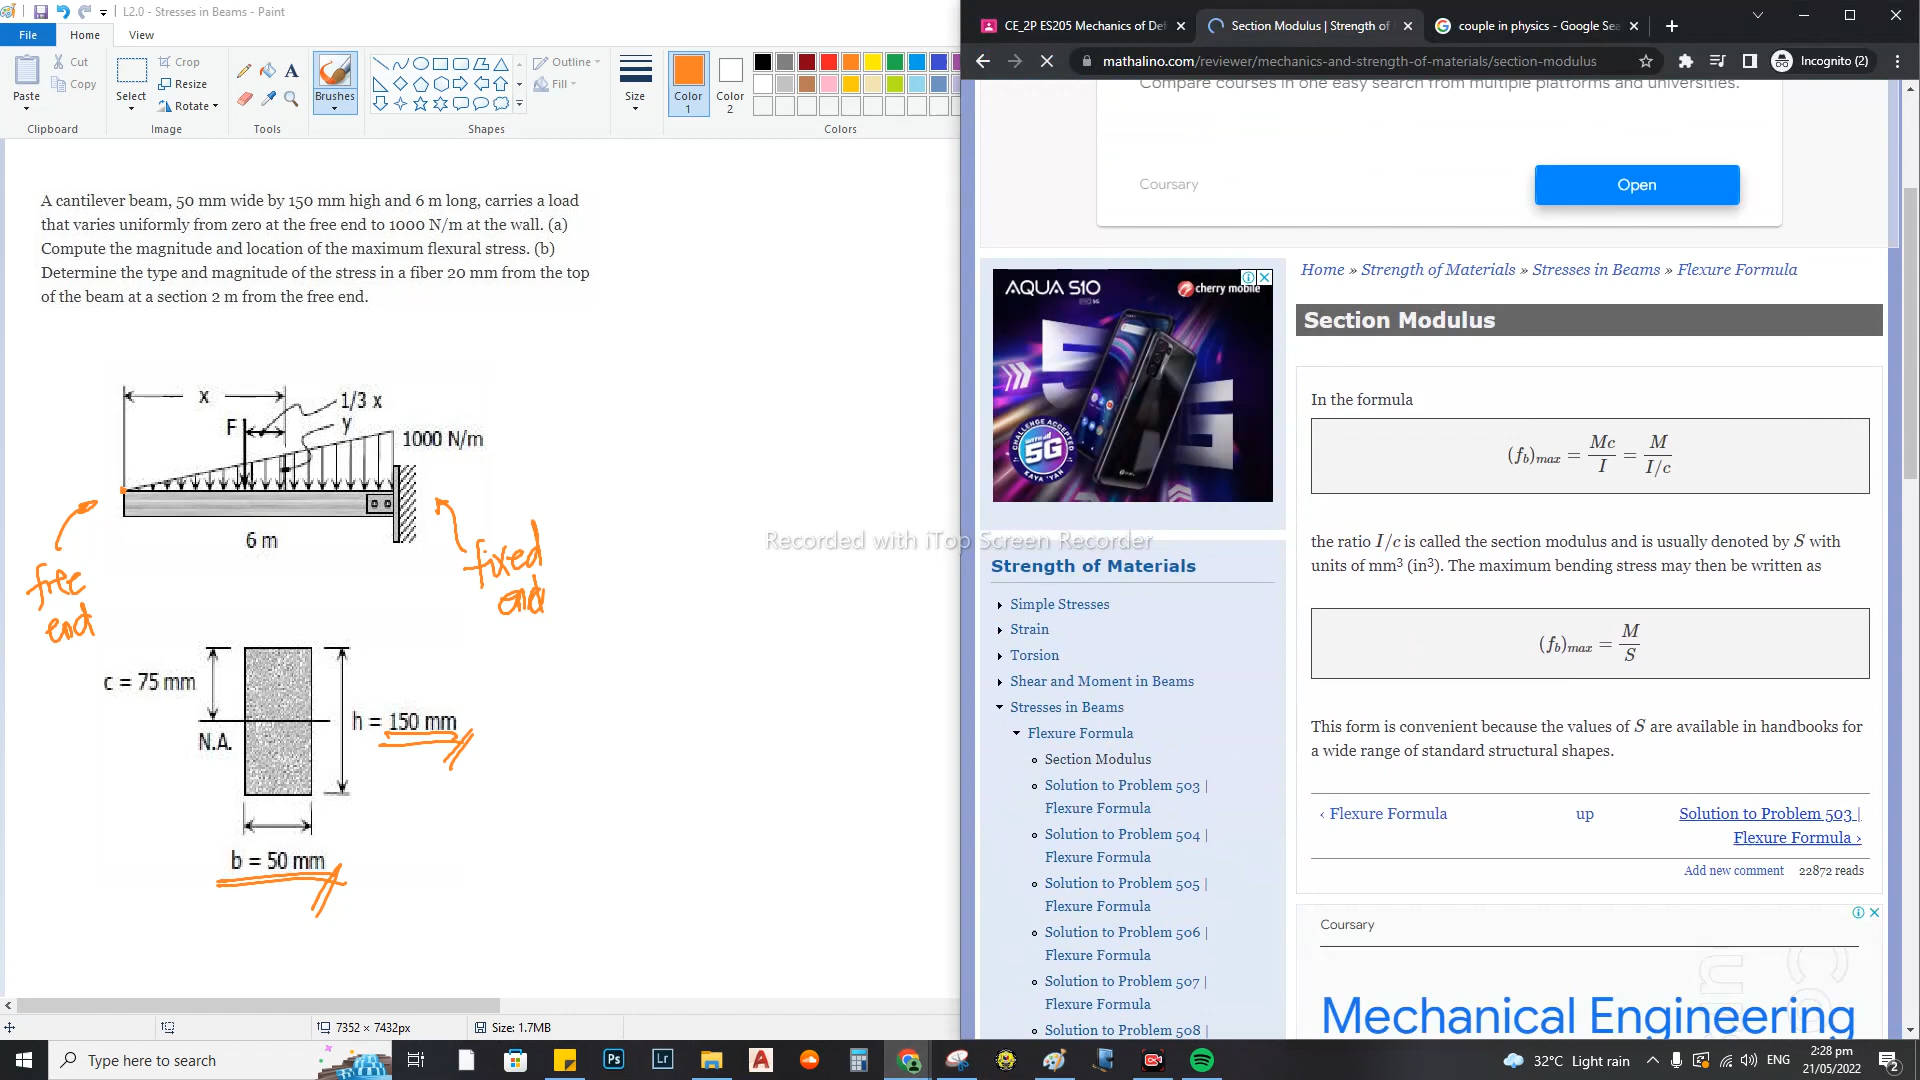 L2.0 - Stresses in Beams - Paint
File
Home
View
Paste
Cut
Copy
Clipboard
Select
Crop
Resize
Rotate
Image
Tools
Brushes
Outline
Fill
Shapes
Size
Color
1
Color
2
Colors
A cantilever beam, 50 mm wide by 150 mm high and 6 m long, carries a load
that varies uniformly from zero at the free end to 1000 N/m at the wall. (a)
Compute the magnitude and location of the maximum flexural stress. (b)
Determine the type and magnitude of the stress in a fiber 20 mm from the top
of the beam at a section 2 m from the free end.
x
1/3 x
F
y
1000 N/m
6 m
free
end
fixed
end
c = 75 mm
h = 150 mm
N.A.
b = 50 mm
7352 × 7432px
Size: 1.7MB
CE_2P ES205 Mechanics of Def
Section Modulus | Strength of
couple in physics - Google Sea
mathalino.com/reviewer/mechanics-and-strength-of-materials/section-modulus
Incognito (2)
Compare courses in one easy search from multiple platforms and universities.
Coursary
Open
AQUA S10
cherry mobile
5G
CHALLENGE ACCEPTED
WITH
5G
KAYA 'YAN
Home » Strength of Materials » Stresses in Beams » Flexure Formula
Section Modulus
In the formula
(f_b)_max = Mc/I = M/(I/c)
the ratio I/c is called the section modulus and is usually denoted by S with
units of mm³ (in³). The maximum bending stress may then be written as
(f_b)_max = M/S
This form is convenient because the values of S are available in handbooks for
a wide range of standard structural shapes.
‹ Flexure Formula
up
Solution to Problem 503 |
Flexure Formula ›
Add new comment
22872 reads
Coursary
Mechanical Engineering
Recorded with iTop Screen Recorder
Strength of Materials
Simple Stresses
Strain
Torsion
Shear and Moment in Beams
Stresses in Beams
Flexure Formula
Section Modulus
Solution to Problem 503 |
Flexure Formula
Solution to Problem 504 |
Flexure Formula
Solution to Problem 505 |
Flexure Formula
Solution to Problem 506 |
Flexure Formula
Solution to Problem 507 |
Flexure Formula
Solution to Problem 508 |
Type here to search
Ps
Lr
32°C Light rain
ENG
2:28 pm
21/05/2022
2